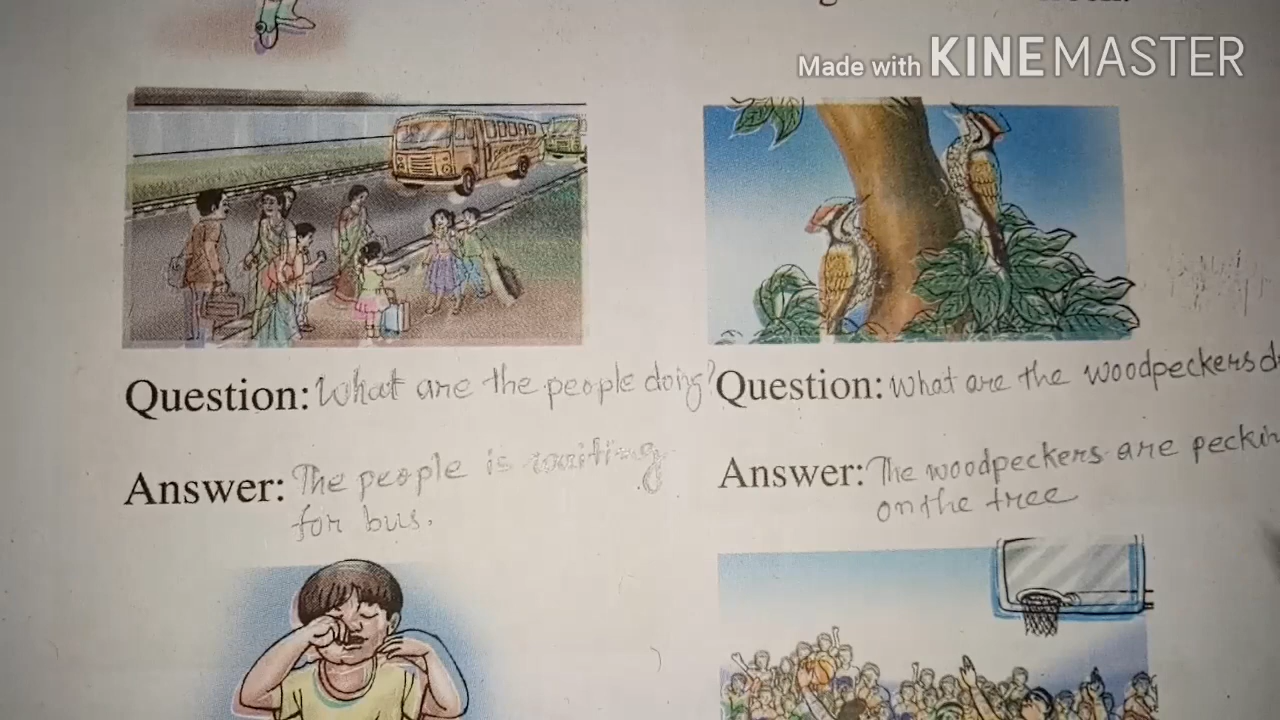 Made with KINEMASTER
Question: What are the people doing?
Answer: The people is waiting
for bus.
Question: What are the woodpeckers
Answer: The woodpeckers are
on the tree